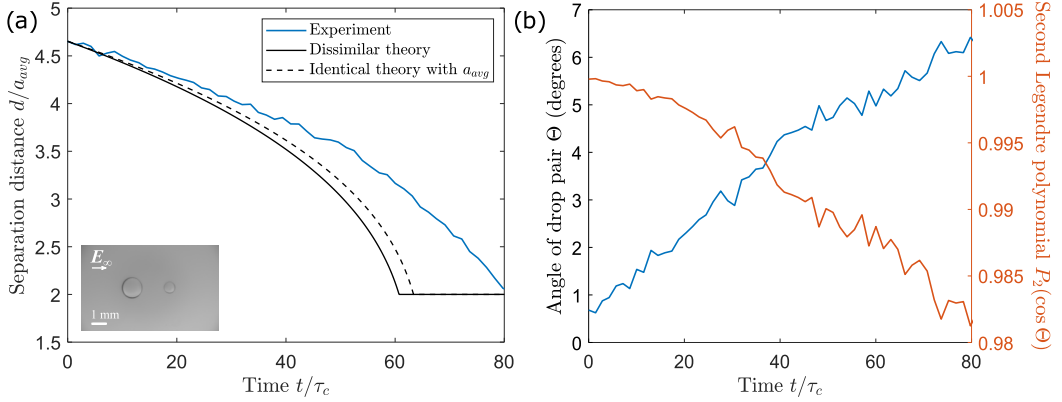 (a)
5
4.5
4
3.5
3
2.5
2
1.5
0
20
40
60
80
Separation distance d/a_avg
Time t/τ_c
Experiment
Dissimilar theory
Identical theory with a_avg
E_∞
1 mm
(b)
7
6
5
4
3
2
1
0
0
20
40
60
80
Angle of drop pair Θ (degrees)
Time t/τ_c
1.005
1
0.995
0.99
0.985
0.98
Second Legendre polynomial P_2(cos Θ)